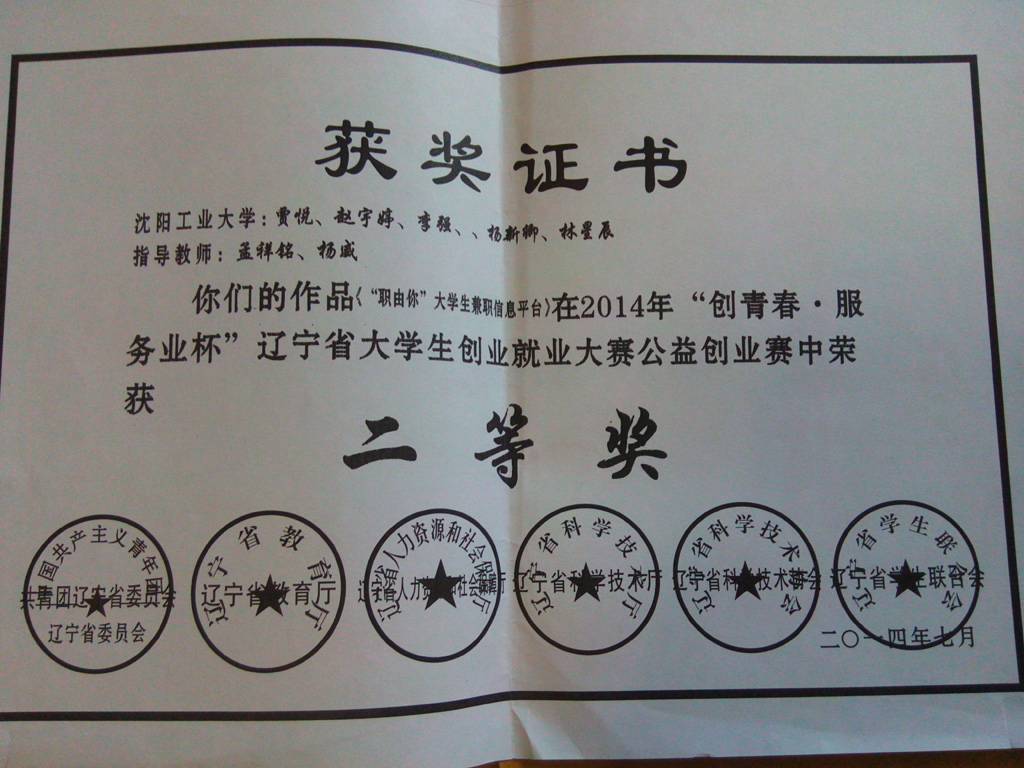 获奖证书
沈阳工业大学:贾悦、赵宇婷、李强、、杨新卿、林星辰
指导教师:孟祥铭、杨威
你们的作品《“职由你”大学生兼职信息平台》在2014年“创青春·服
务业杯”辽宁省大学生创业就业大赛公益创业赛中荣
获
二等奖
中国共产主义青年团
共青团辽宁省委员会
辽宁省委员会
辽宁省教育厅
辽宁省教育厅
辽宁省人力资源和社会保障厅
辽宁省人力资源和社会保障厅
辽宁省科学技术厅
辽宁省科学技术厅
辽宁省科学技术协会
辽宁省科学技术协会
辽宁省学生联合会
辽宁省学生联合会
二〇一四年七月